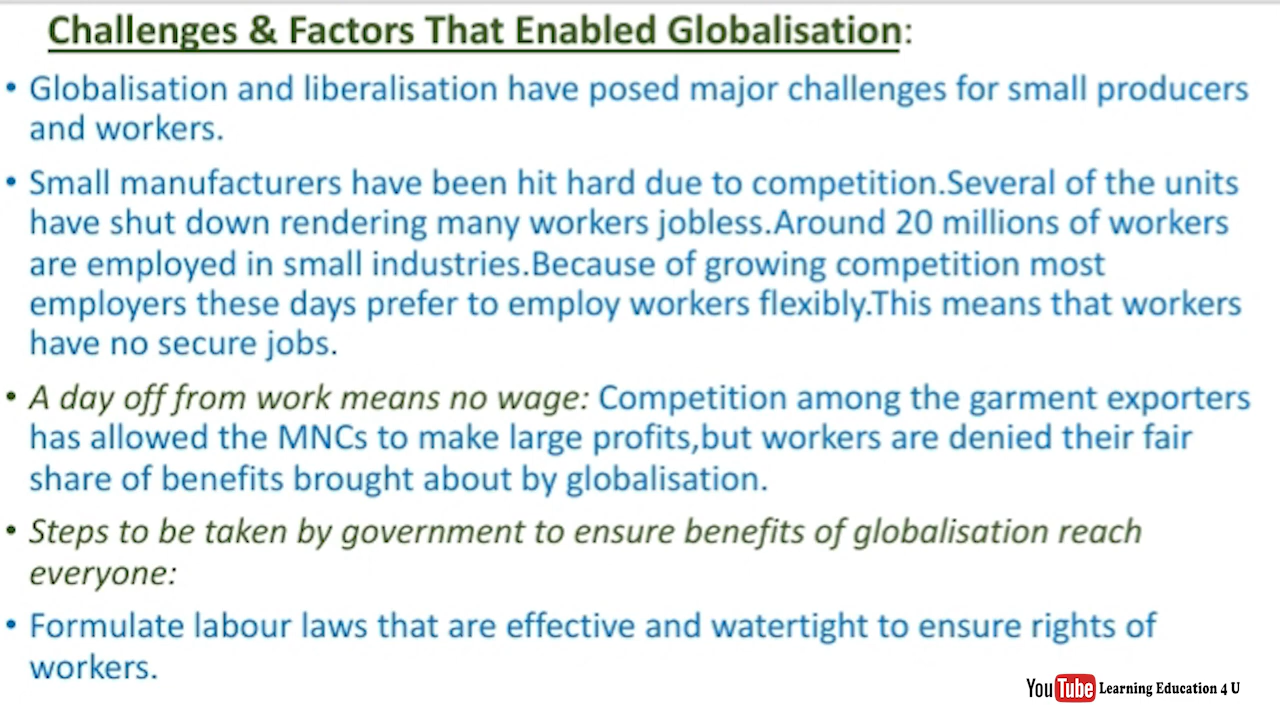 Challenges & Factors That Enabled Globalisation:
• Globalisation and liberalisation have posed major challenges for small producers
and workers.
• Small manufacturers have been hit hard due to competition.Several of the units
have shut down rendering many workers jobless.Around 20 millions of workers
are employed in small industries.Because of growing competition most
employers these days prefer to employ workers flexibly.This means that workers
have no secure jobs.
• A day off from work means no wage: Competition among the garment exporters
has allowed the MNCs to make large profits,but workers are denied their fair
share of benefits brought about by globalisation.
• Steps to be taken by government to ensure benefits of globalisation reach
everyone:
• Formulate labour laws that are effective and watertight to ensure rights of
workers.
YouTube Learning Education 4 U